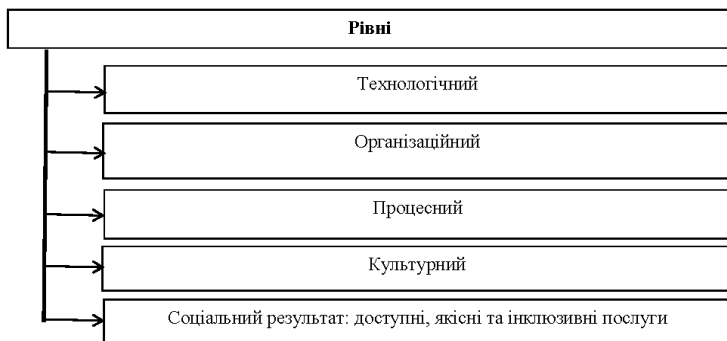 Рівні
Технологічний
Організаційний
Процесний
Культурний
Соціальний результат: доступні, якісні та інклюзивні послуги